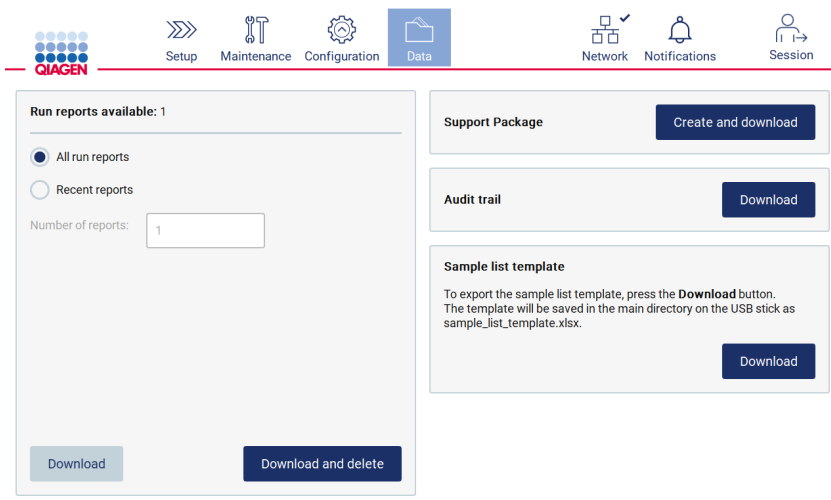 QIAGEN
Setup
Maintenance
Configuration
Data
Network
Notifications
Session
Run reports available: 1
All run reports
Recent reports
Number of reports:
1
Download
Download and delete
Support Package
Create and download
Audit trail
Download
Sample list template
To export the sample list template, press the Download button.
The template will be saved in the main directory on the USB stick as
sample_list_template.xlsx.
Download